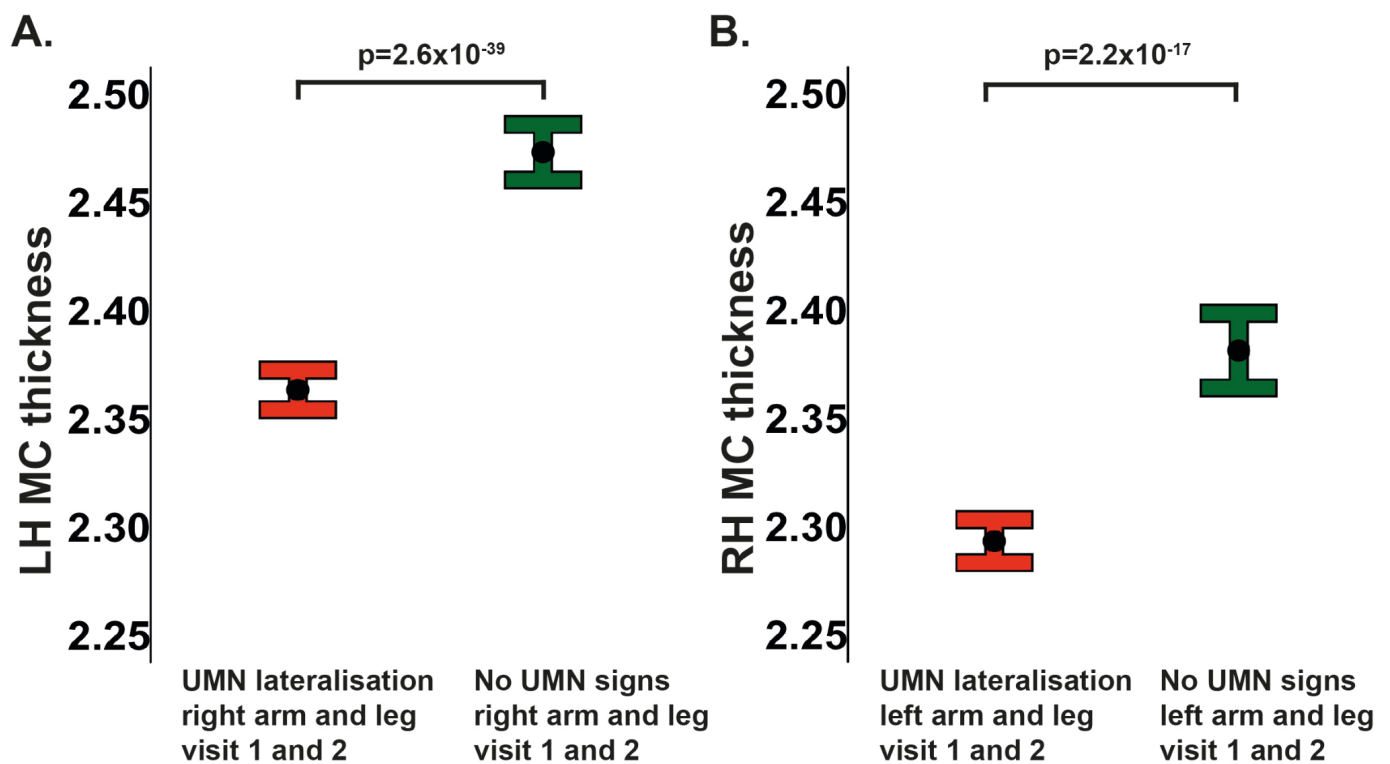 A.
p=2.6x10-39
2.50
2.45
2.40
2.35
2.30
2.25
LH MC thickness
UMN lateralisation
right arm and leg
visit 1 and 2
No UMN signs
right arm and leg
visit 1 and 2
B.
p=2.2x10-17
2.50
2.45
2.40
2.35
2.30
2.25
RH MC thickness
UMN lateralisation
left arm and leg
visit 1 and 2
No UMN signs
left arm and leg
visit 1 and 2